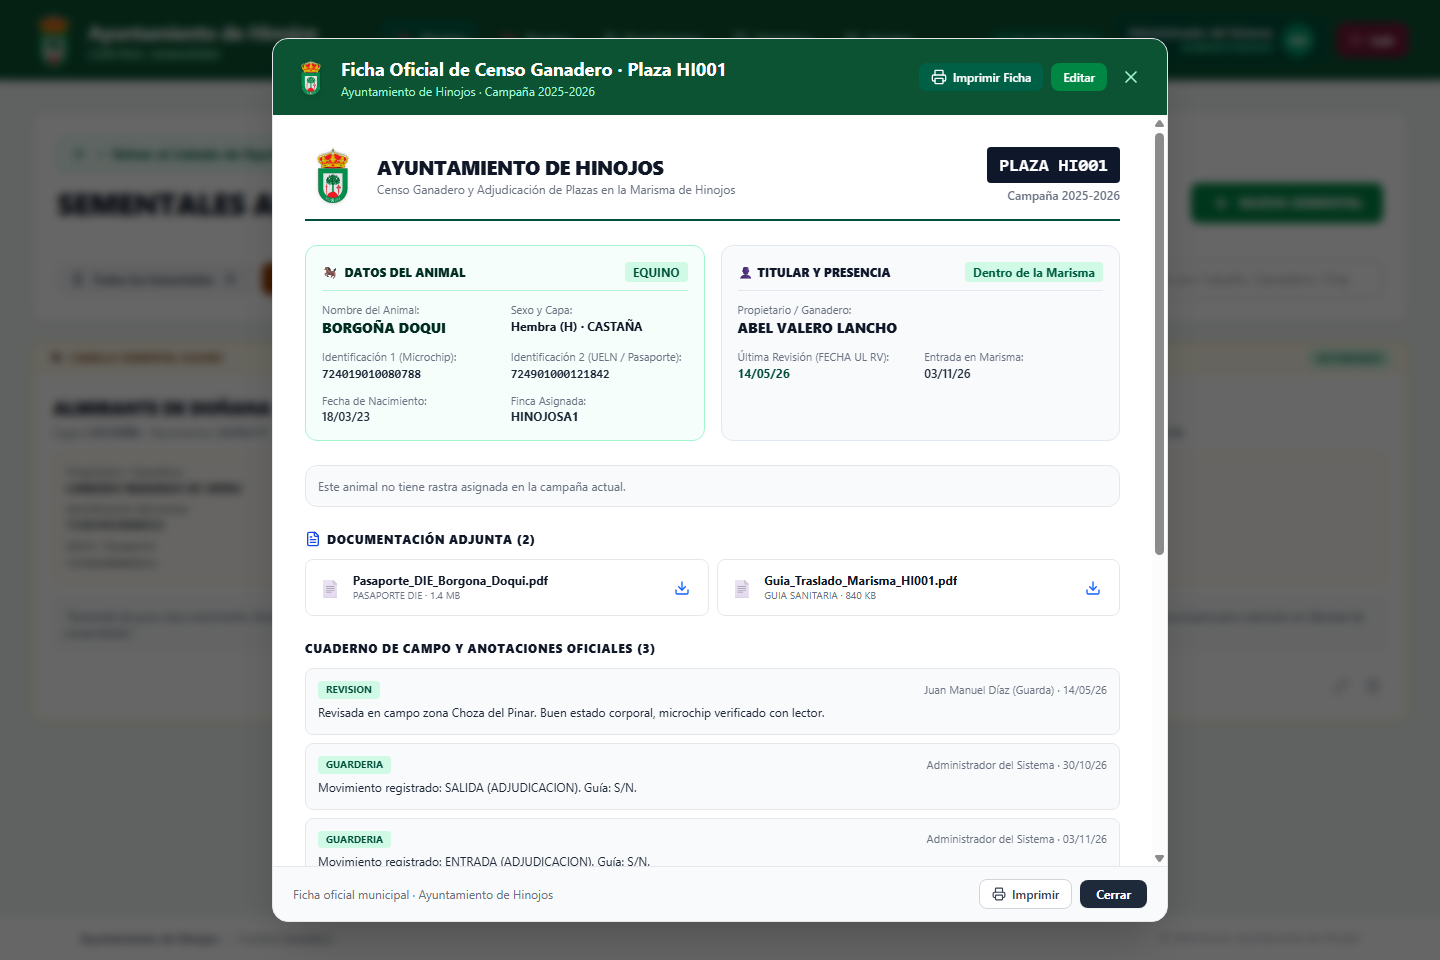 Ficha Oficial de Censo Ganadero · Plaza HI001
Ayuntamiento de Hinojos · Campaña 2025-2026
Imprimir Ficha
Editar
AYUNTAMIENTO DE HINOJOS
Censo Ganadero y Adjudicación de Plazas en la Marisma de Hinojos
PLAZA HI001
Campaña 2025-2026
DATOS DEL ANIMAL
EQUINO
Nombre del Animal:
BORGOÑA DOQUI
Sexo y Capa:
Hembra (H) · CASTAÑA
Identificación 1 (Microchip):
724019010080788
Identificación 2 (UELN / Pasaporte):
724901000121842
Fecha de Nacimiento:
18/03/23
Finca Asignada:
HINOJOSA1
TITULAR Y PRESENCIA
Dentro de la Marisma
Propietario / Ganadero:
ABEL VALERO LANCHO
Última Revisión (FECHA UL RV):
14/05/26
Entrada en Marisma:
03/11/26
Este animal no tiene rastra asignada en la campaña actual.
DOCUMENTACIÓN ADJUNTA (2)
Pasaporte_DIE_Borgona_Doqui.pdf
PASAPORTE DIE · 1.4 MB
Guia_Traslado_Marisma_HI001.pdf
GUIA SANITARIA · 840 KB
CUADERNO DE CAMPO Y ANOTACIONES OFICIALES (3)
REVISION
Juan Manuel Díaz (Guarda) · 14/05/26
Revisada en campo zona Choza del Pinar. Buen estado corporal, microchip verificado con lector.
GUARDERIA
Administrador del Sistema · 30/10/26
Movimiento registrado: SALIDA (ADJUDICACION). Guía: S/N.
GUARDERIA
Administrador del Sistema · 03/11/26
Movimiento registrado: ENTRADA (ADJUDICACION). Guía: S/N.
Ficha oficial municipal · Ayuntamiento de Hinojos
Imprimir
Cerrar
Ayuntamiento de Hinojos
SEMENTALES A
ALMIRANTE DE DOÑANA